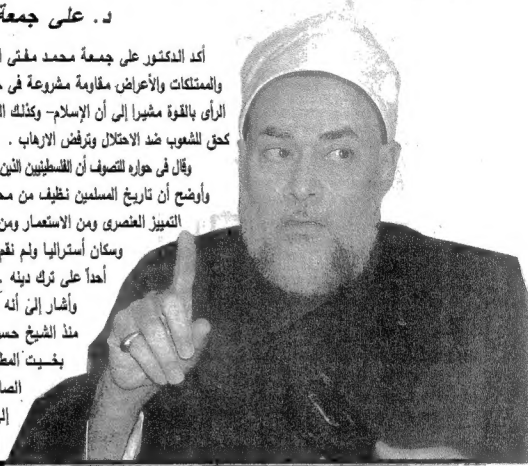 د. على جمعة
أكد الدكتور على جمعة محمد مفتى
والممتلكات والأعراض مقاومة مشروعة فى
الرأى بالقوة مشيرا إلى أن الإسلام- وكذلك
كحق للشعوب ضد الاحتلال وترفض الارهاب .
وقال فى حواره للتصوف أن الفلسطينيين الذين
وأوضح أن تاريخ المسلمين نظيف من
التمييز العنصرى ومن الاستعمار ومن
وسكان أستراليا ولم نقم
أحداً على ترك دينه .
وأشار إلى أنه
منذ الشيخ
بخيت